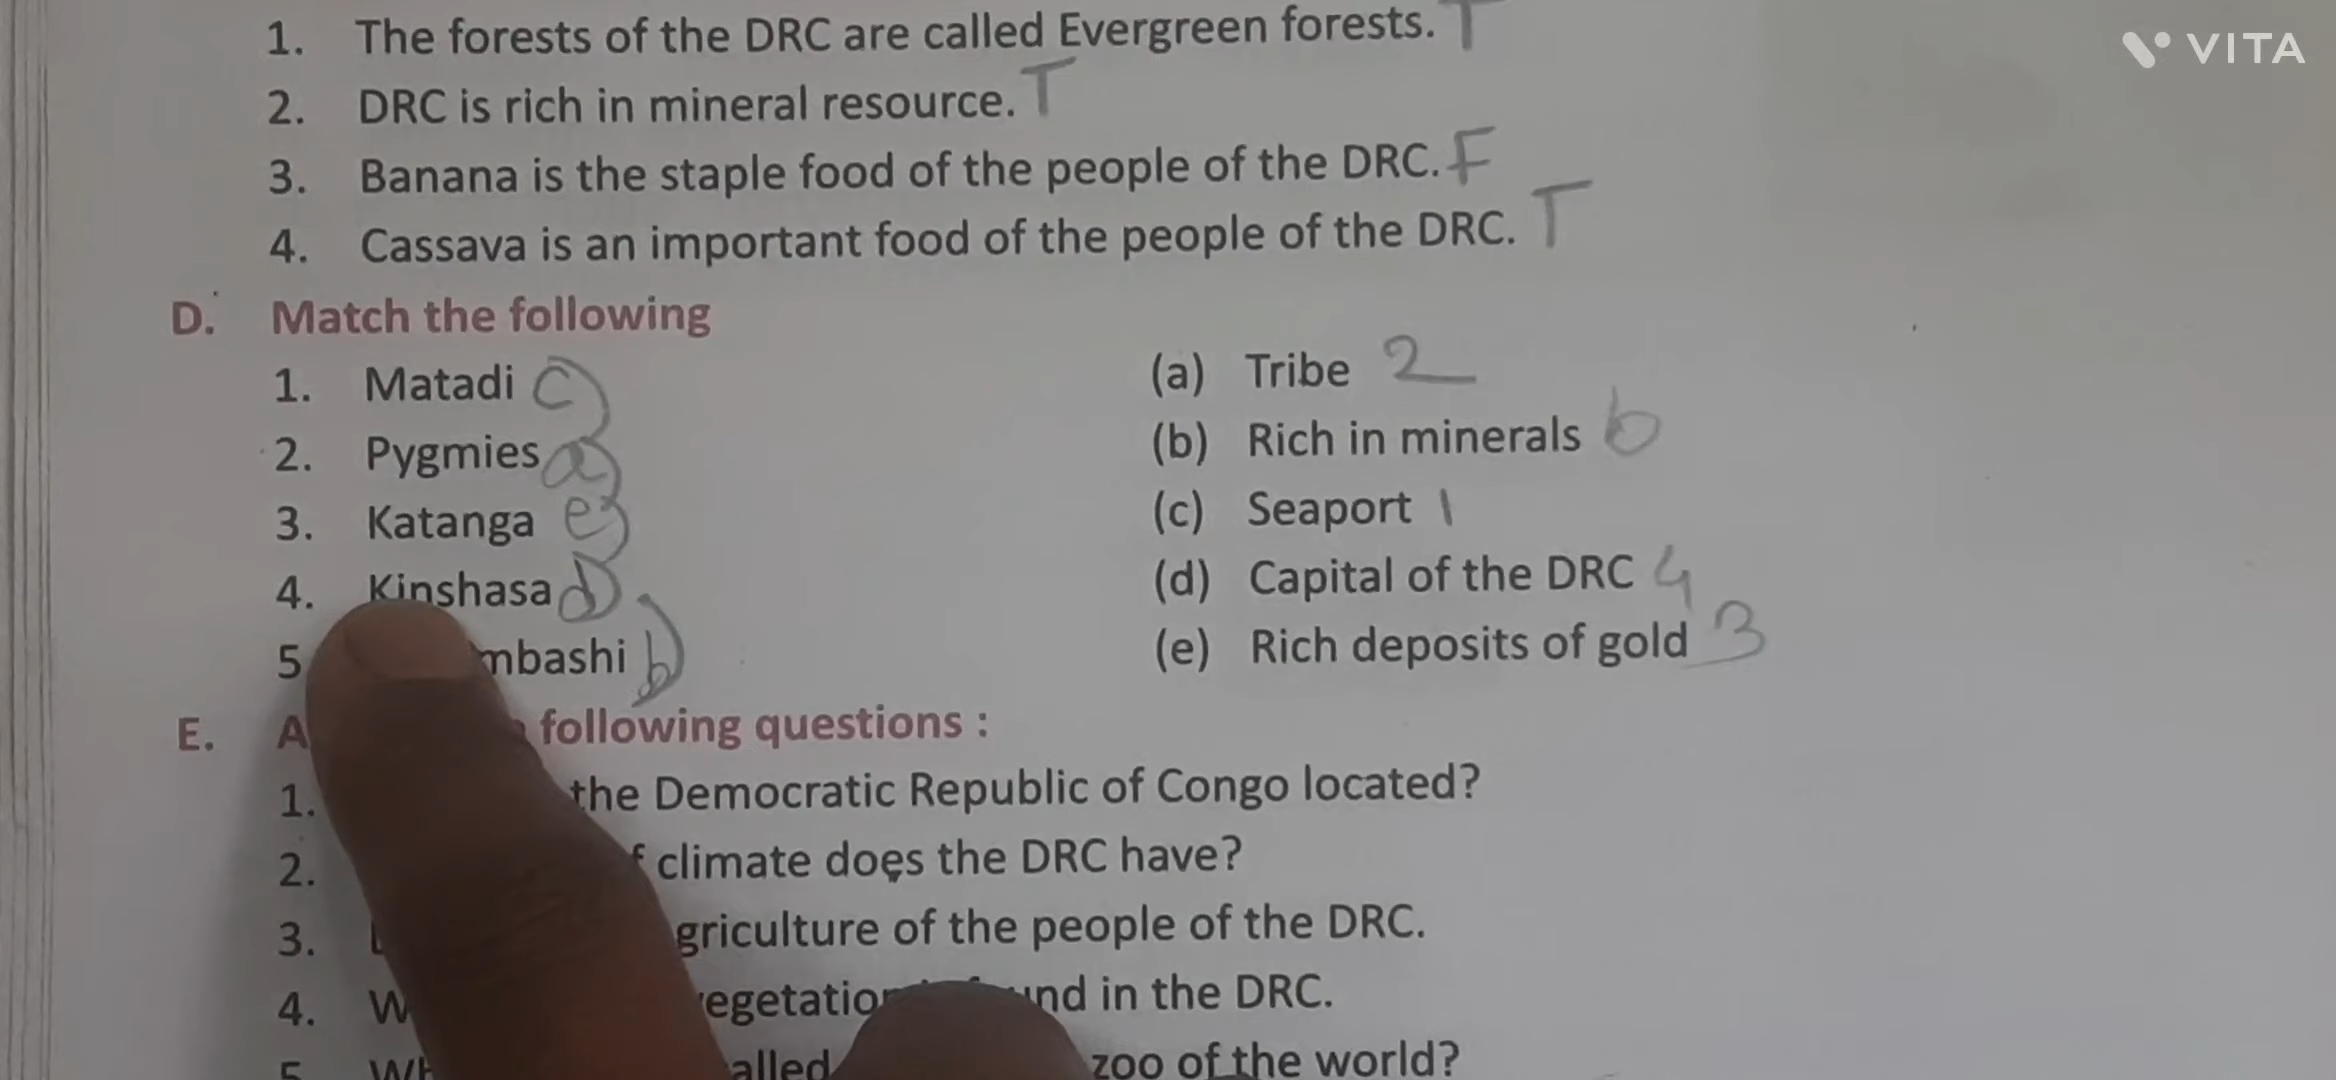 VITA
1. The forests of the DRC are called Evergreen forests. T
2. DRC is rich in mineral resource. T
3. Banana is the staple food of the people of the DRC. F
4. Cassava is an important food of the people of the DRC. T
D. Match the following
1. Matadi c) (a) Tribe 2
2. Pygmies a) (b) Rich in minerals b
3. Katanga e) (c) Seaport 1
4. Kinshasa d) (d) Capital of the DRC 4
5 mbashi b) (e) Rich deposits of gold 3
E. A following questions :
1. the Democratic Republic of Congo located?
2. climate does the DRC have?
3. griculture of the people of the DRC.
4. in the DRC.
5 zoo of the world?